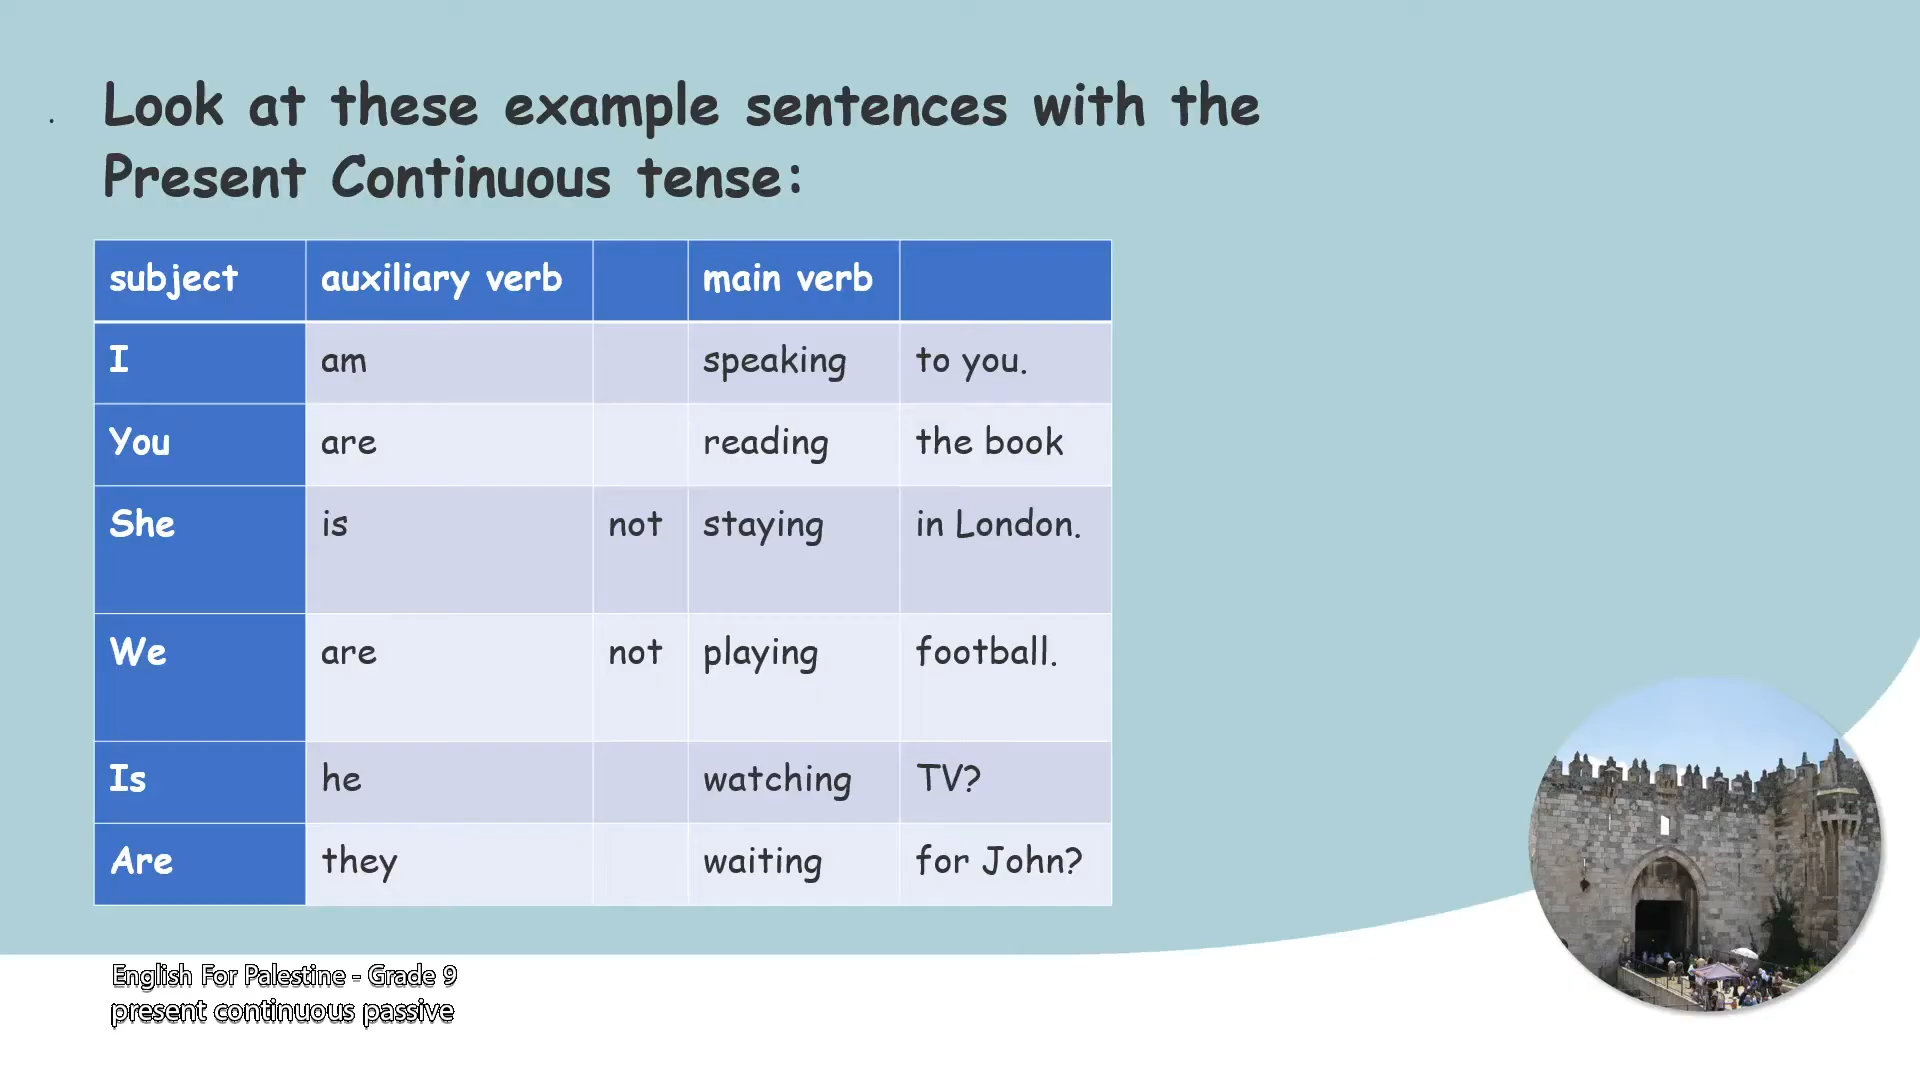 Look at these example sentences with the
Present Continuous tense:
subject auxiliary verb main verb
I am speaking to you.
You are reading the book
She is not staying in London.
We are not playing football.
Is he watching TV?
Are they waiting for John?
English For Palestine - Grade 9
present continuous passive